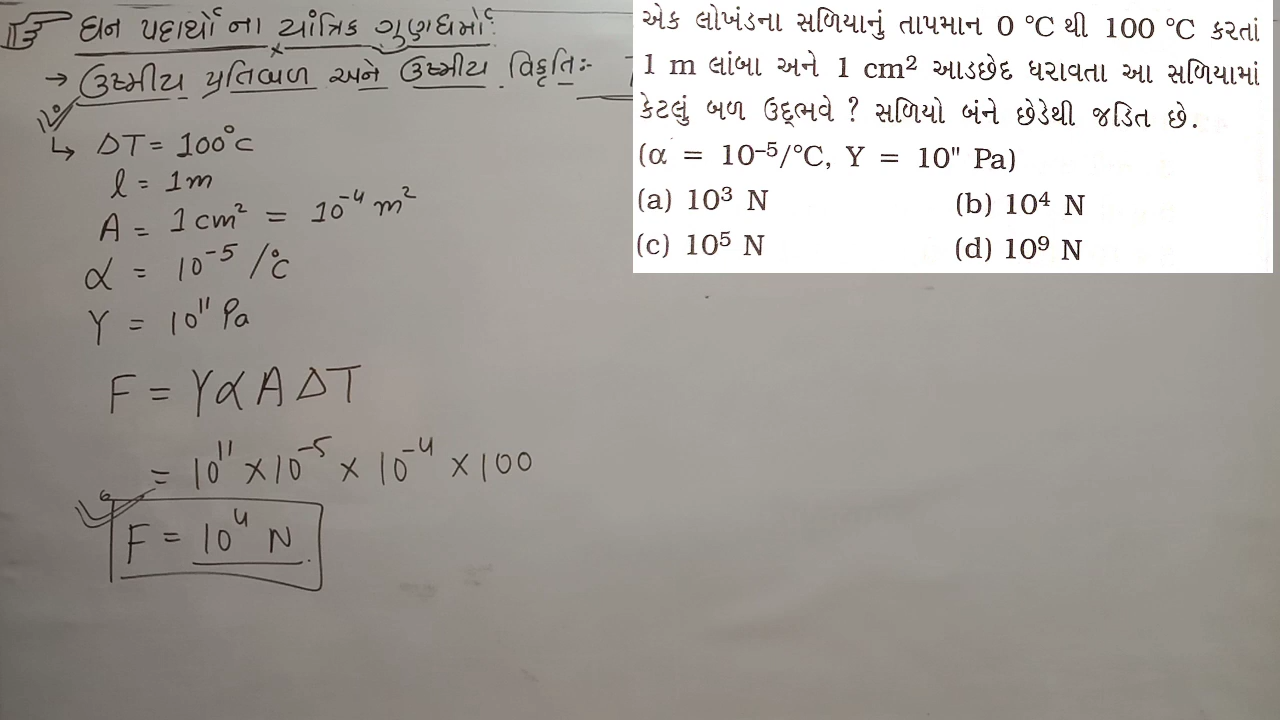 ઘન પદાર્થોના યાંત્રિક ગુણધર્મો:
→ ઉષ્મીય પ્રતિબળ અને ઉષ્મીય વિકૃતિ:-
↳ ΔT = 100°C
l = 1m
A = 1 cm² = 10⁻⁴ m²
α = 10⁻⁵ /°C
Y = 10¹¹ Pa
F = YαAΔT
= 10¹¹ × 10⁻⁵ × 10⁻⁴ × 100
F = 10⁴ N
એક લોખંડના સળિયાનું તાપમાન 0 °C થી 100 °C કરતાં
1 m લાંબા અને 1 cm² આડછેદ ધરાવતા આ સળિયામાં
કેટલું બળ ઉદ્ભવે ? સળિયો બંને છેડેથી જડિત છે.
(α = 10⁻⁵/°C, Y = 10" Pa)
(a) 10³ N (b) 10⁴ N
(c) 10⁵ N (d) 10⁹ N